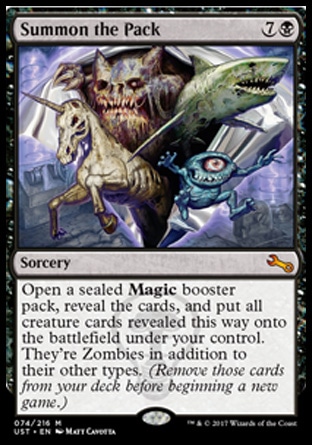 Summon the Pack 7
Sorcery
Open a sealed Magic booster
pack, reveal the cards, and put all
creature cards revealed this way onto
the battlefield under your control.
They're Zombies in addition to
their other types. (Remove those cards
from your deck before beginning a new
game.)
074/216 M
UST • EN MATT CAVOTTA ™ & © 2017 Wizards of the Coast